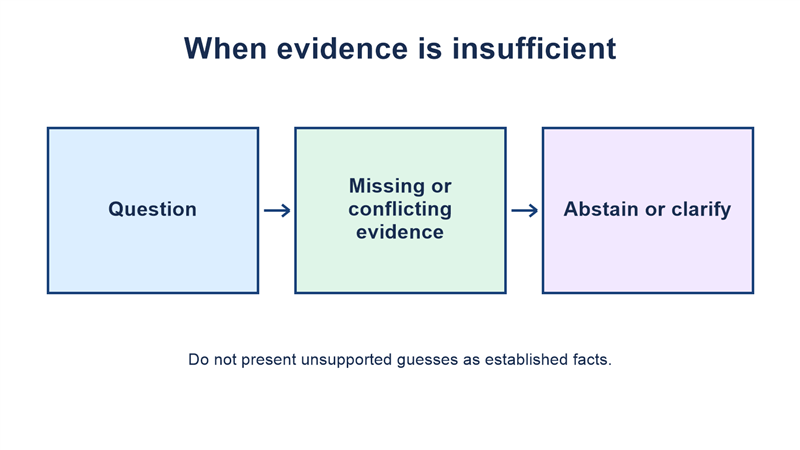 When evidence is insufficient
Question
Missing or
conflicting
evidence
Abstain or clarify
Do not present unsupported guesses as established facts.